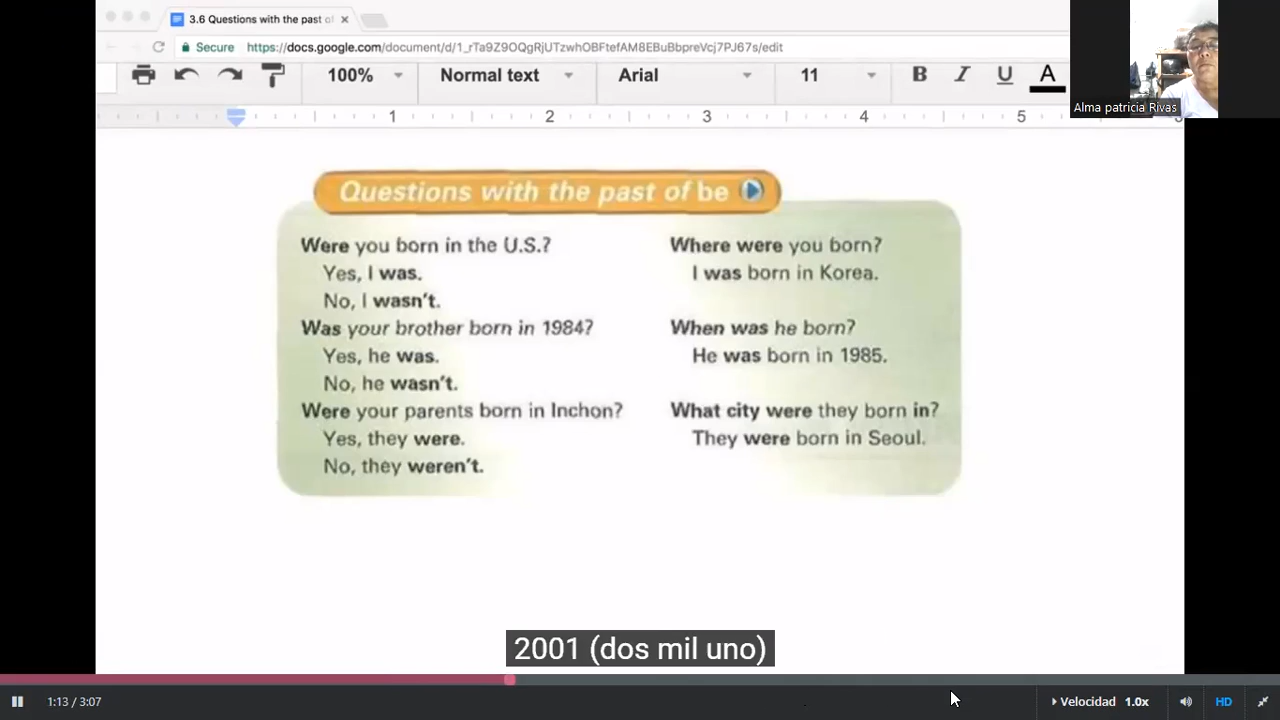 3.6 Questions with the past of
Secure https://docs.google.com/document/d/1_rTa9Z9OQgRjUTzwhOBFtefAM8EBuBbpreVcj7PJ67s/edit
100% Normal text Arial 11 B I U A
1 2 3 4 5
Alma patricia Rivas
Questions with the past of be
Were you born in the U.S.?
Yes, I was.
No, I wasn't.
Was your brother born in 1984?
Yes, he was.
No, he wasn't.
Were your parents born in Inchon?
Yes, they were.
No, they weren't.
Where were you born?
I was born in Korea.
When was he born?
He was born in 1985.
What city were they born in?
They were born in Seoul.
2001 (dos mil uno)
1:13 / 3:07
Velocidad 1.0x
HD